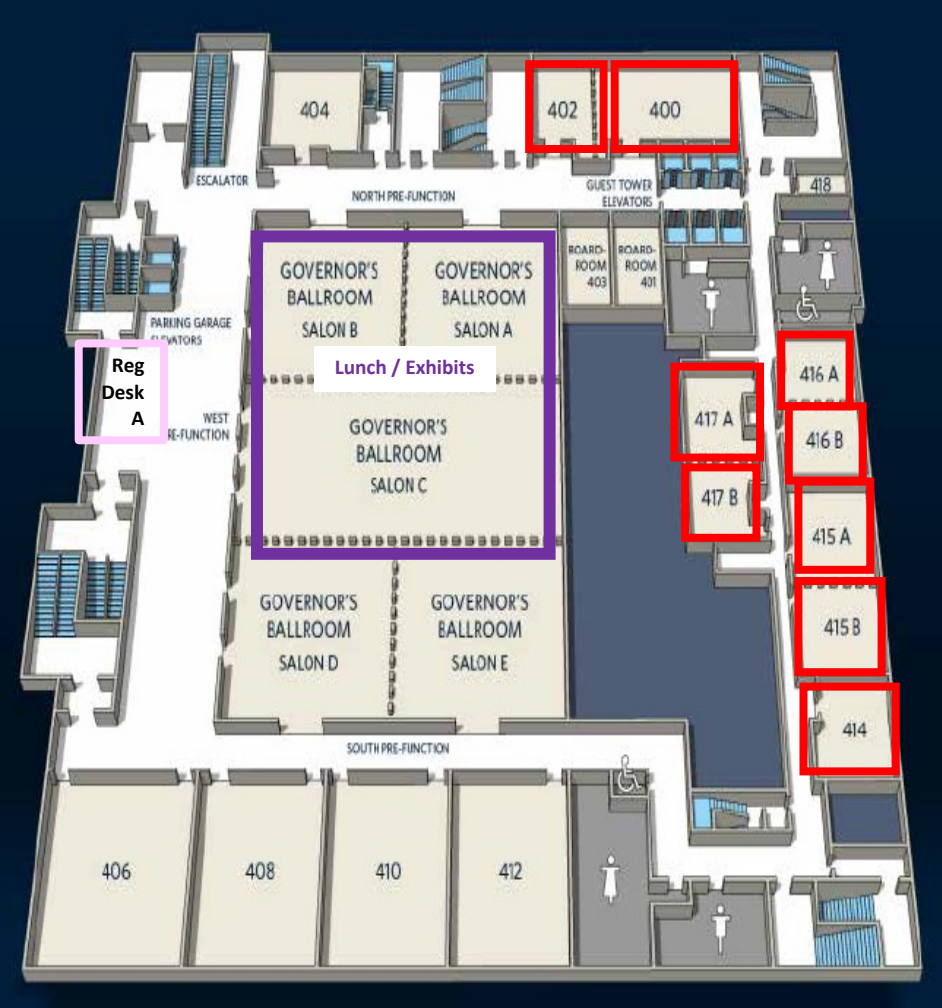 404
402
400
ESCALATOR
NORTH PRE-FUNCTION
GUEST TOWER
ELEVATORS
418
GOVERNOR'S
BALLROOM
SALON B
GOVERNOR'S
BALLROOM
SALON A
BOARD-
ROOM
403
BOARD-
ROOM
401
PARKING GARAGE
EVATORS
Reg
Desk
A
WEST
RE-FUNCTION
Lunch / Exhibits
GOVERNOR'S
BALLROOM
SALON C
417 A
416 A
416 B
417 B
415 A
415 B
414
GOVERNOR'S
BALLROOM
SALON D
GOVERNOR'S
BALLROOM
SALON E
SOUTH PRE-FUNCTION
406
408
410
412